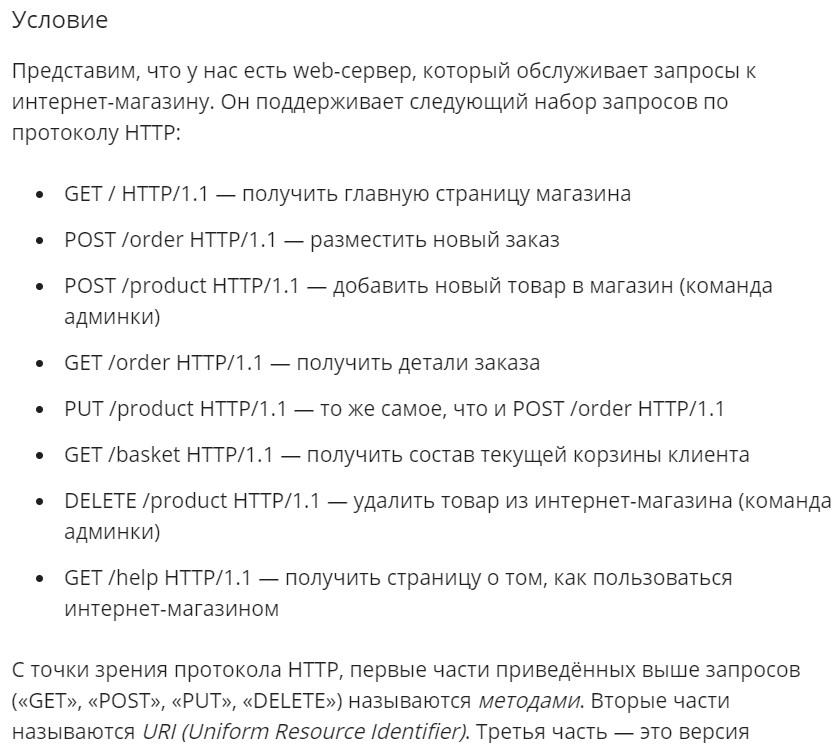 Условие
Представим, что у нас есть web-сервер, который обслуживает запросы к
интернет-магазину. Он поддерживает следующий набор запросов по
протоколу HTTP:
• GET / HTTP/1.1 — получить главную страницу магазина
• POST /order HTTP/1.1 — разместить новый заказ
• POST /product HTTP/1.1 — добавить новый товар в магазин (команда
админки)
• GET /order HTTP/1.1 — получить детали заказа
• PUT /product HTTP/1.1 — то же самое, что и POST /order HTTP/1.1
• GET /basket HTTP/1.1 — получить состав текущей корзины клиента
• DELETE /product HTTP/1.1 — удалить товар из интернет-магазина (команда
админки)
• GET /help HTTP/1.1 — получить страницу о том, как пользоваться
интернет-магазином
С точки зрения протокола HTTP, первые части приведённых выше запросов
(«GET», «POST», «PUT», «DELETE») называются методами. Вторые части
называются URI (Uniform Resource Identifier). Третья часть — это версия